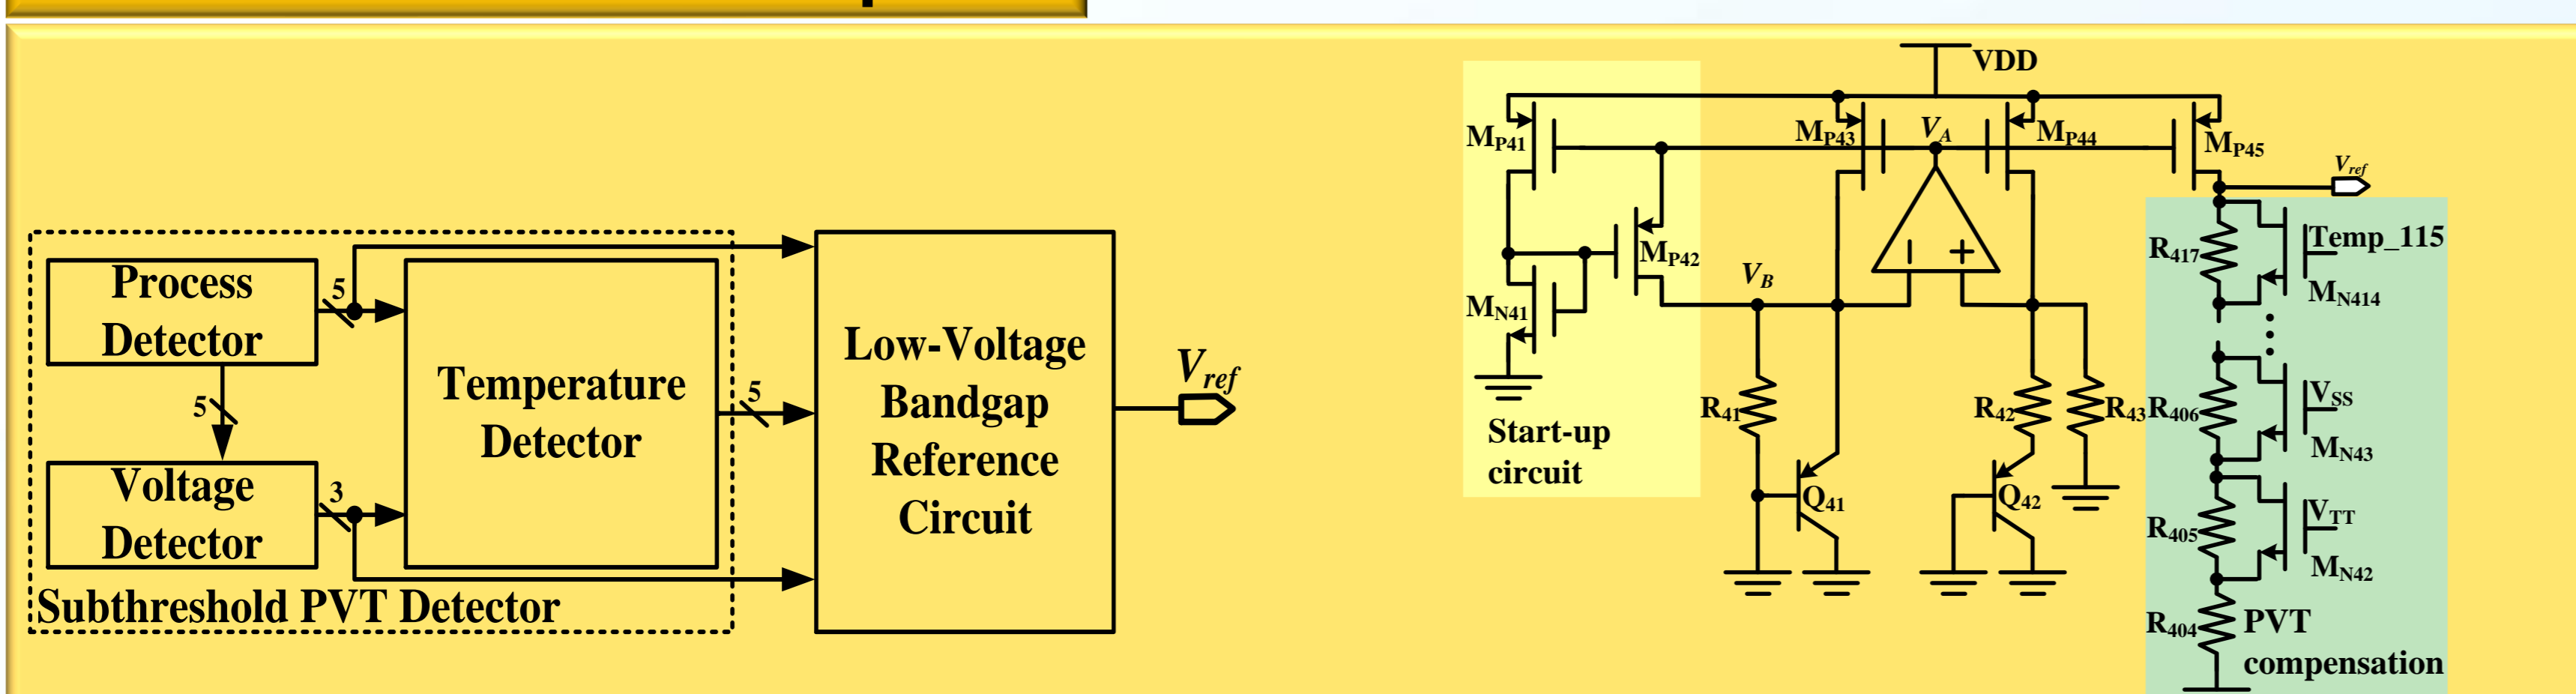 Process
Detector
5
5
Voltage
Detector
3
Temperature
Detector
5
Subthreshold PVT Detector
Low-Voltage
Bandgap
Reference
Circuit
Vref
VDD
MP41
MP43
VA
MP44
MP45
Vref
MP42
MN41
VB
Start-up
circuit
R41
Q41
R42
Q42
R43
R417
Temp_115
MN414
R406
VSS
MN43
R405
VTT
MN42
R404
PVT
compensation